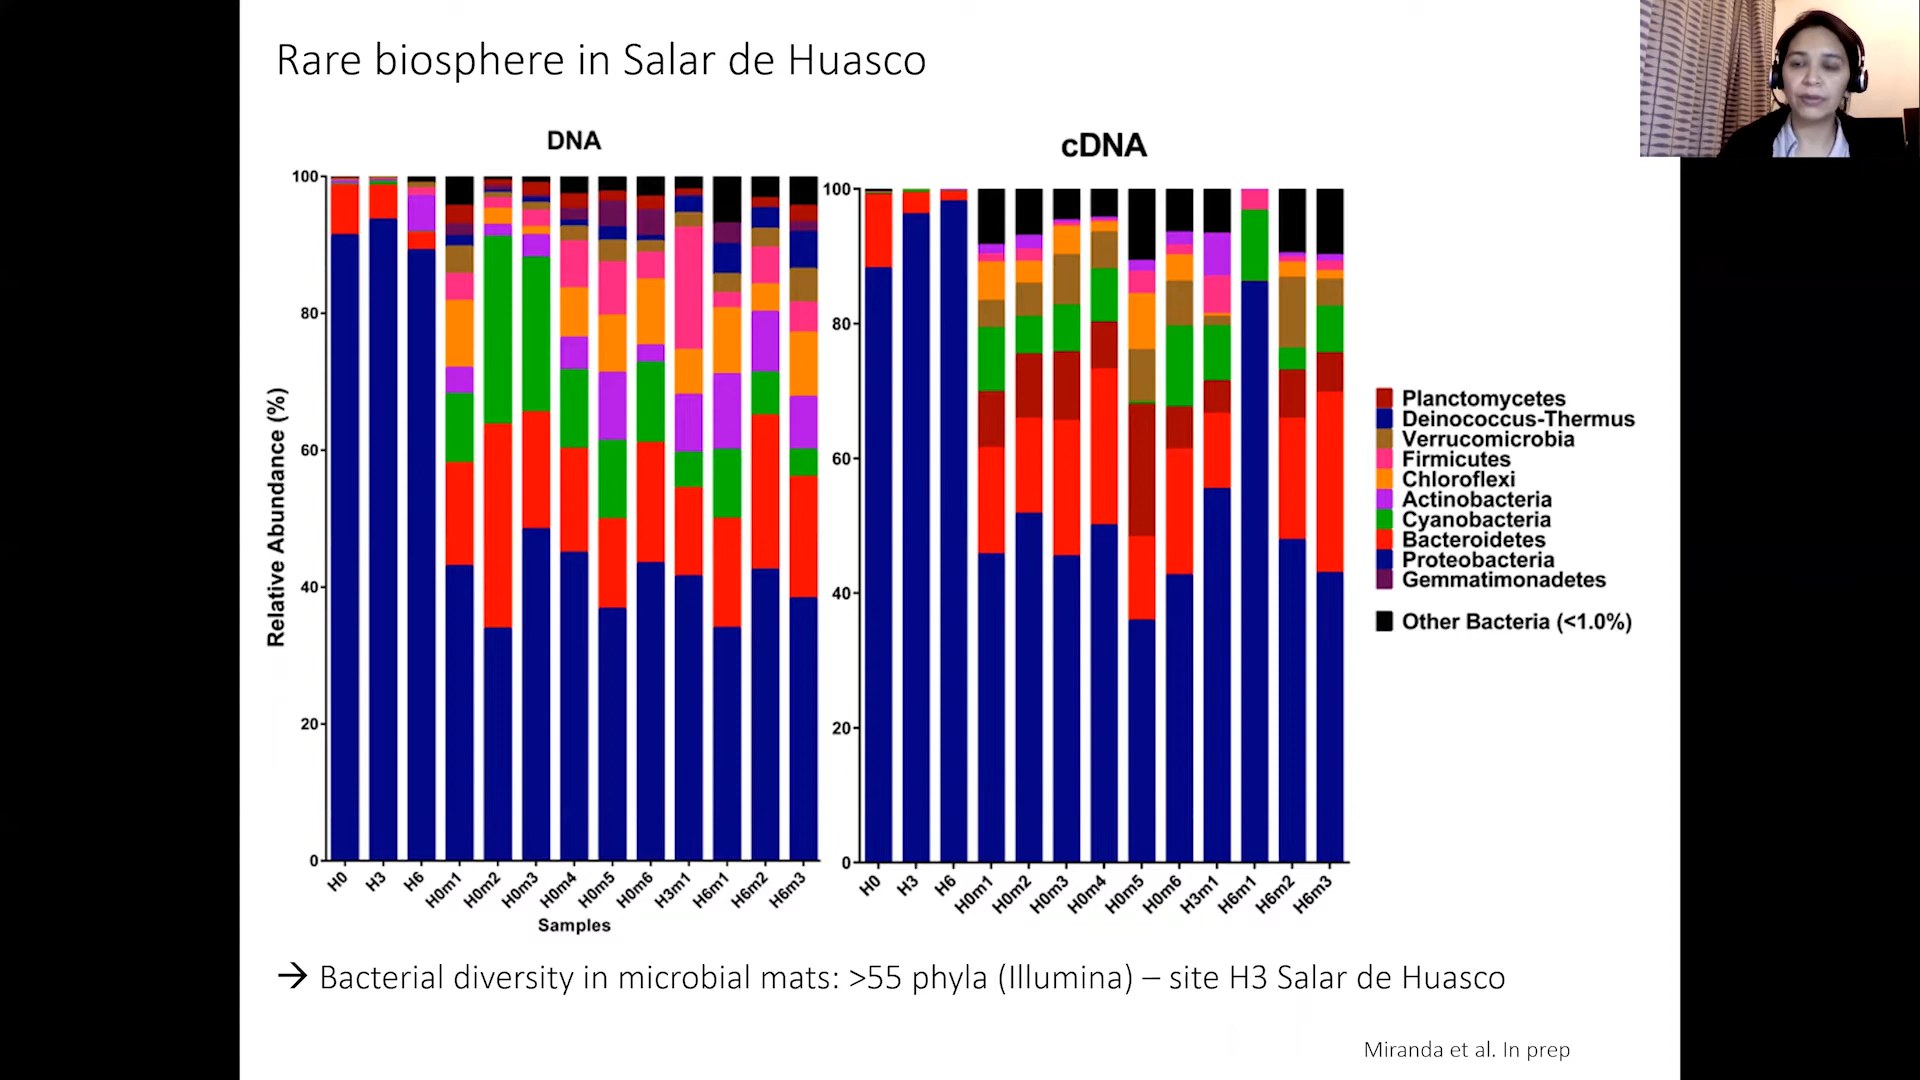 Rare biosphere in Salar de Huasco
DNA
100
80
60
40
20
0
Relative Abundance (%)
H0
H3
H6
H0m1
H0m2
H0m3
H0m4
H0m5
H0m6
H3m1
H6m1
H6m2
H6m3
Samples
cDNA
100
80
60
40
20
0
H0
H3
H6
H0m1
H0m2
H0m3
H0m4
H0m5
H0m6
H3m1
H6m1
H6m2
H6m3
Planctomycetes
Deinococcus-Thermus
Verrucomicrobia
Firmicutes
Chloroflexi
Actinobacteria
Cyanobacteria
Bacteroidetes
Proteobacteria
Gemmatimonadetes
Other Bacteria (<1.0%)
→ Bacterial diversity in microbial mats: >55 phyla (Illumina) – site H3 Salar de Huasco
Miranda et al. In prep